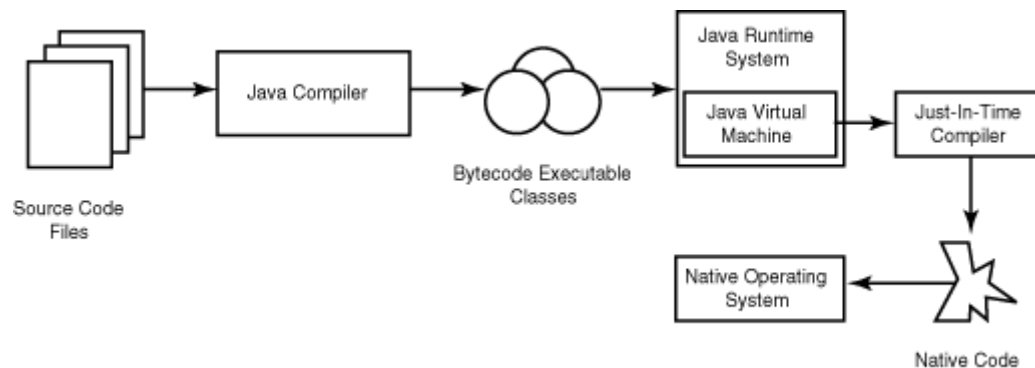 Source Code
Files
Java Compiler
Bytecode Executable
Classes
Java Runtime
System
Java Virtual
Machine
Just-In-Time
Compiler
Native Code
Native Operating
System